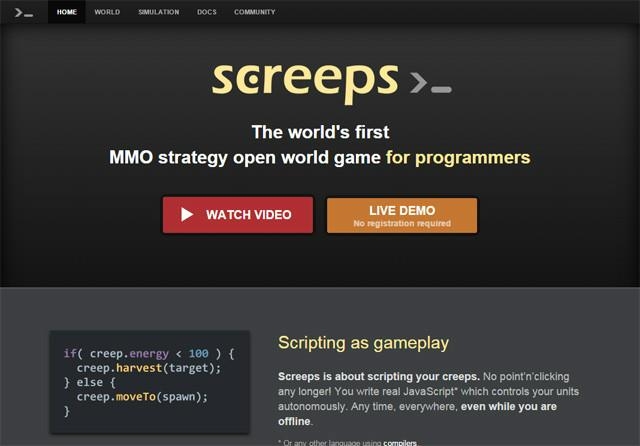 HOME WORLD SIMULATION DOCS COMMUNITY
screeps
The world's first
MMO strategy open world game for programmers
WATCH VIDEO
LIVE DEMO
No registration required
if( creep.energy < 100 ) {
creep.harvest(target);
} else {
creep.moveTo(spawn);
}
Scripting as gameplay
Screeps is about scripting your creeps. No point'n'clicking
any longer! You write real JavaScript* which controls your units
autonomously. Any time, everywhere, even while you are
offline.
* Or any other language using compilers